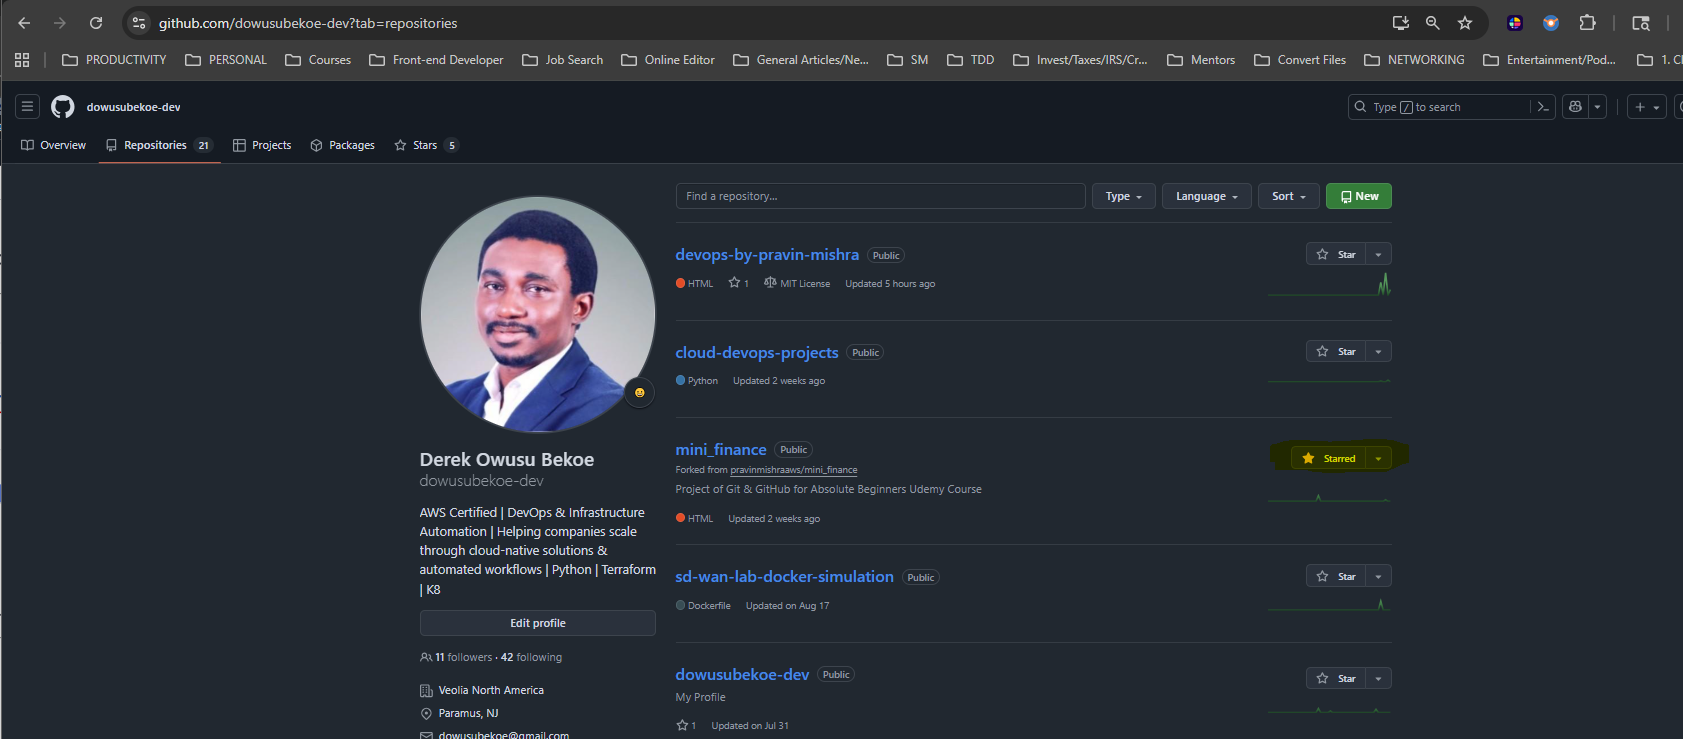 github.com/dowusubekoe-dev?tab=repositories
PRODUCTIVITY PERSONAL Courses Front-end Developer Job Search Online Editor General Articles/Ne... SM TDD Invest/Taxes/IRS/Cr... Mentors Convert Files NETWORKING Entertainment/Pod... 1. C
dowusubekoe-dev
Type / to search
Overview Repositories 21 Projects Packages Stars 5
Find a repository...
Type Language Sort New
devops-by-pravin-mishra Public
Star
HTML 1 MIT License Updated 5 hours ago
cloud-devops-projects Public
Star
Python Updated 2 weeks ago
mini_finance Public
Starred
Forked from pravinmishraaws/mini_finance
Project of Git & GitHub for Absolute Beginners Udemy Course
HTML Updated 2 weeks ago
sd-wan-lab-docker-simulation Public
Star
Dockerfile Updated on Aug 17
dowusubekoe-dev Public
Star
My Profile
1 Updated on Jul 31
Derek Owusu Bekoe
dowusubekoe-dev
AWS Certified | DevOps & Infrastructure
Automation | Helping companies scale
through cloud-native solutions &
automated workflows | Python | Terraform
| K8
Edit profile
11 followers · 42 following
Veolia North America
Paramus, NJ
dowusubekoe@gmail.com